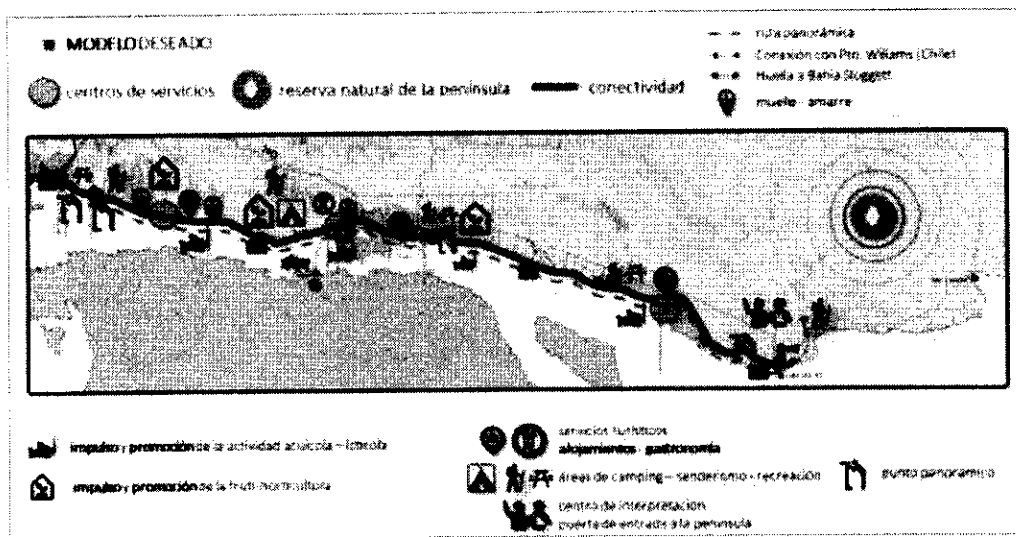 MODELO DESEADO
centros de servicios
reserva natural de la península
conectividad
ruta panorámica
Conexión con Pto. Williams (Chile)
Huella a Bahía Sloggett
muelle - amarre
impulso y promoción de la actividad acuícola - ictícola
impulso y promoción de la fruti-horticultura
servicios turísticos
alojamientos - gastronomía
áreas de camping - senderismo - recreación
centro de interpretación
puerta de entrada a la península
punto panorámico